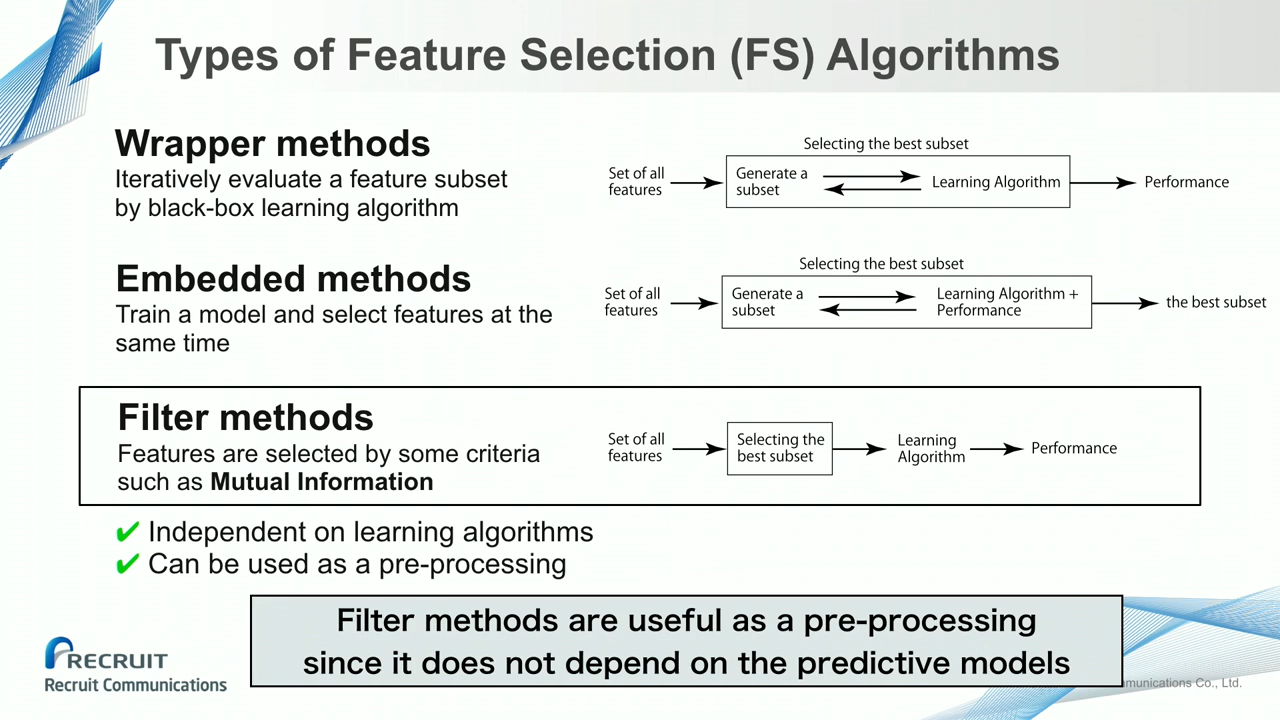 Types of Feature Selection (FS) Algorithms
Wrapper methods
Iteratively evaluate a feature subset
by black-box learning algorithm
Selecting the best subset
Set of all
features
Generate a
subset
Learning Algorithm
Performance
Embedded methods
Train a model and select features at the
same time
Selecting the best subset
Set of all
features
Generate a
subset
Learning Algorithm +
Performance
the best subset
Filter methods
Features are selected by some criteria
such as Mutual Information
Set of all
features
Selecting the
best subset
Learning
Algorithm
Performance
✔ Independent on learning algorithms
✔ Can be used as a pre-processing
Filter methods are useful as a pre-processing
since it does not depend on the predictive models
RECRUIT
Recruit Communications
Co., Ltd.